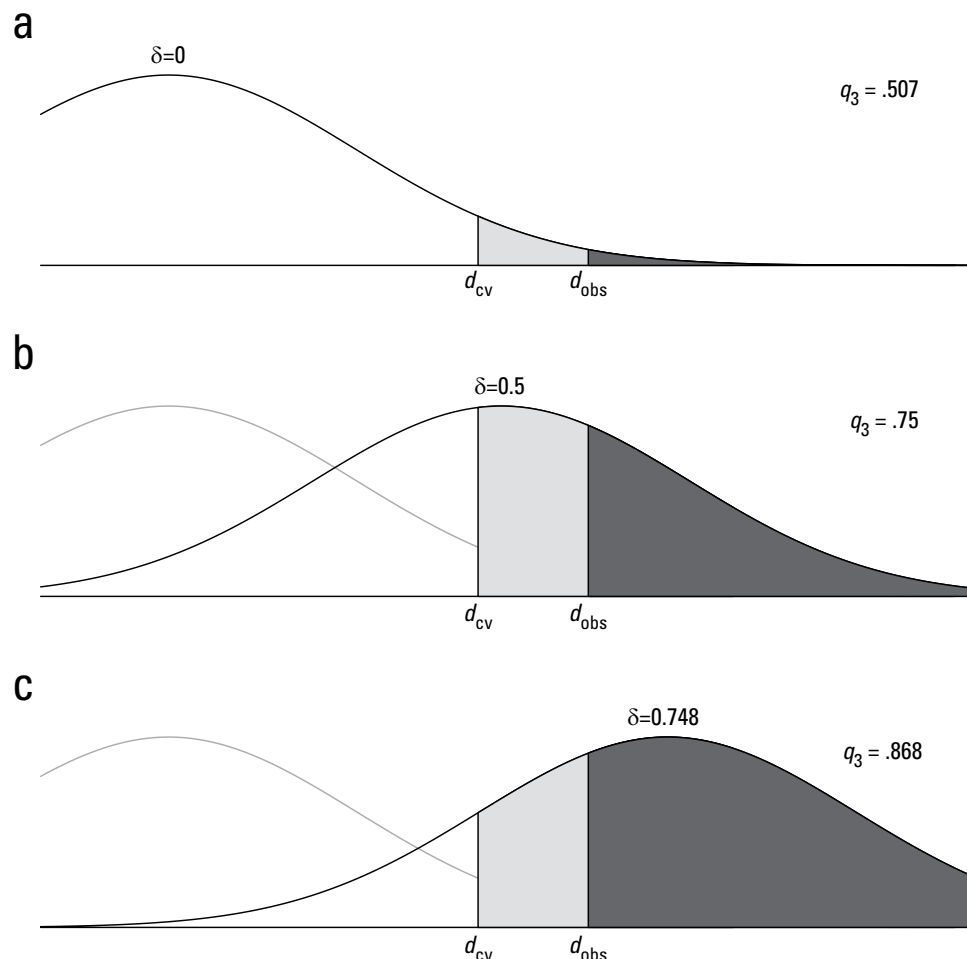 a
δ=0
q3 = .507
dcv dobs
b
δ=0.5
q3 = .75
dcv dobs
c
δ=0.748
q3 = .868
dcv dobs